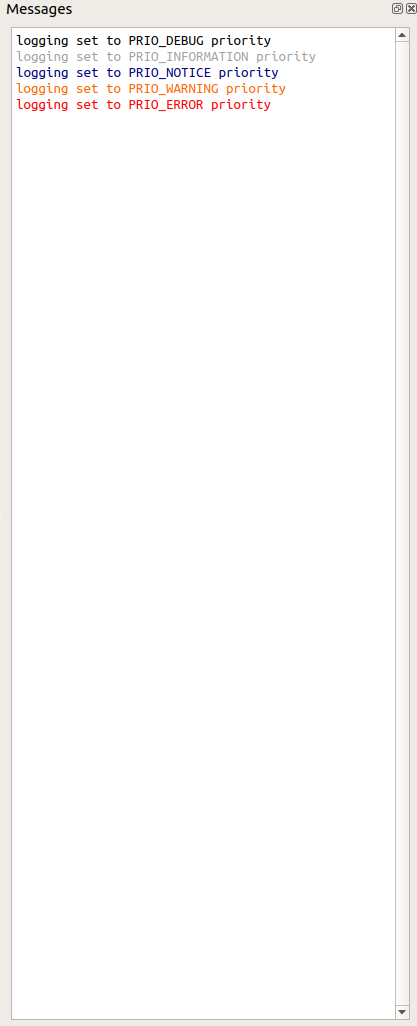 Messages
logging set to PRIO_DEBUG priority
logging set to PRIO_INFORMATION priority
logging set to PRIO_NOTICE priority
logging set to PRIO_WARNING priority
logging set to PRIO_ERROR priority